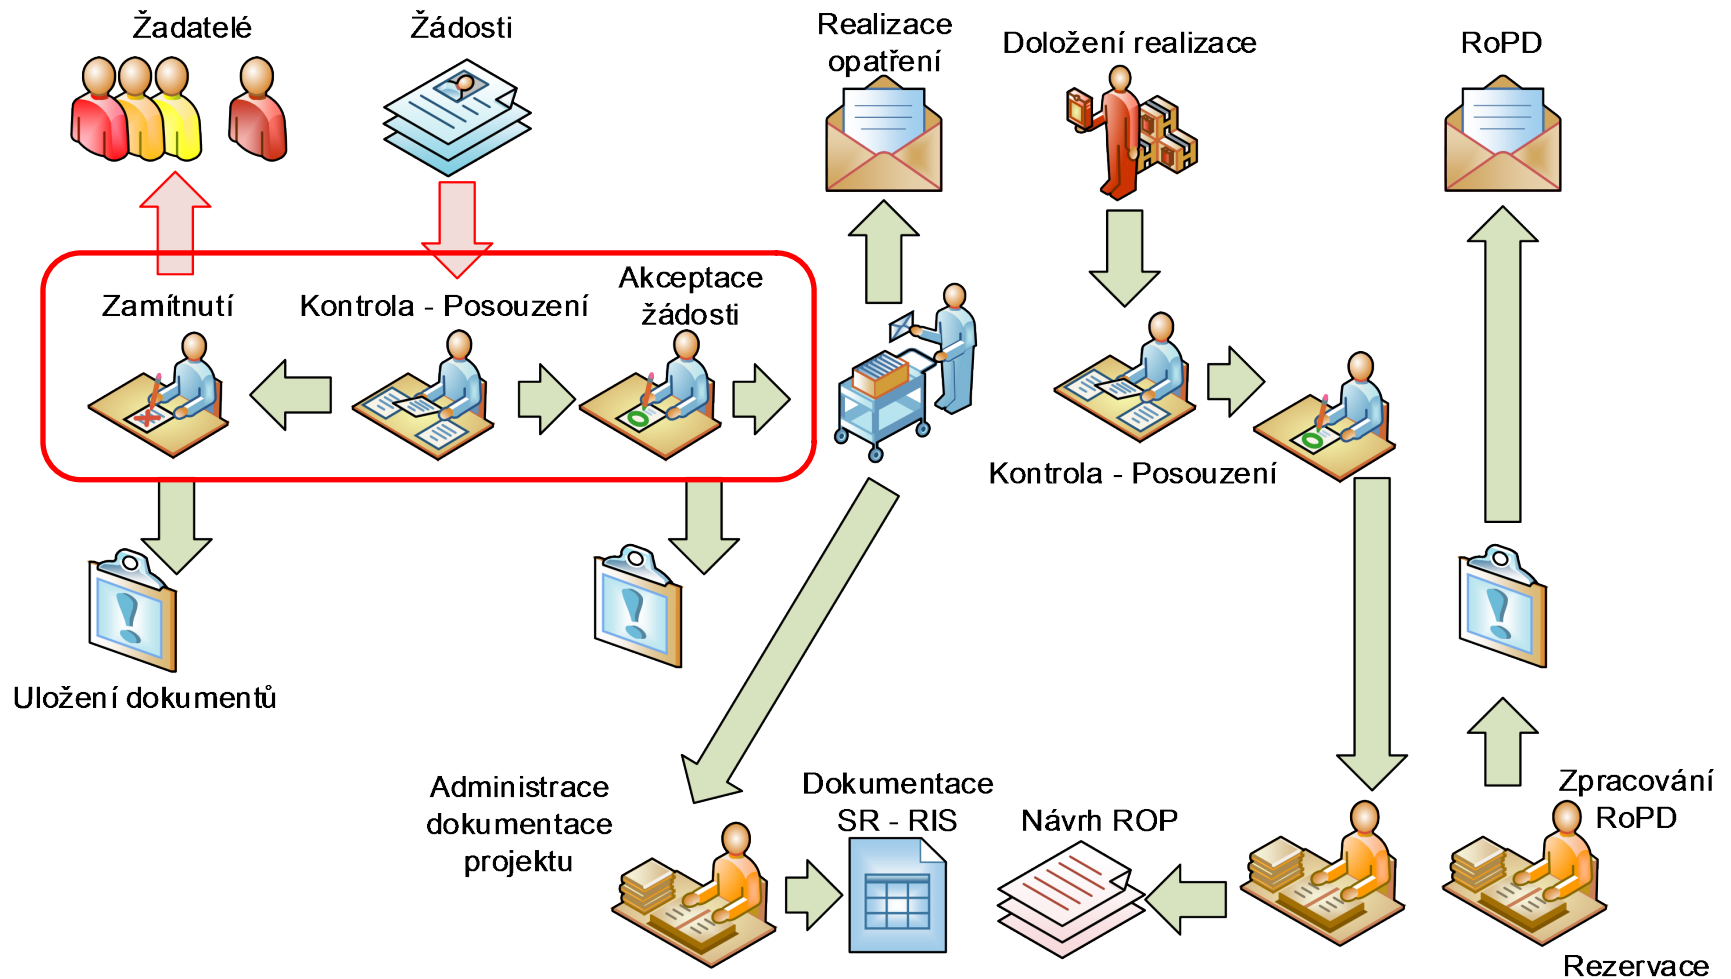 Žadatelé
Žádosti
Realizace
opatření
Doložení realizace
RoPD
Zamítnutí
Kontrola - Posouzení
Akceptace
žádosti
Kontrola - Posouzení
Uložení dokumentů
Administrace
dokumentace
projektu
Dokumentace
SR - RIS
Návrh ROP
Zpracování
RoPD
Rezervace